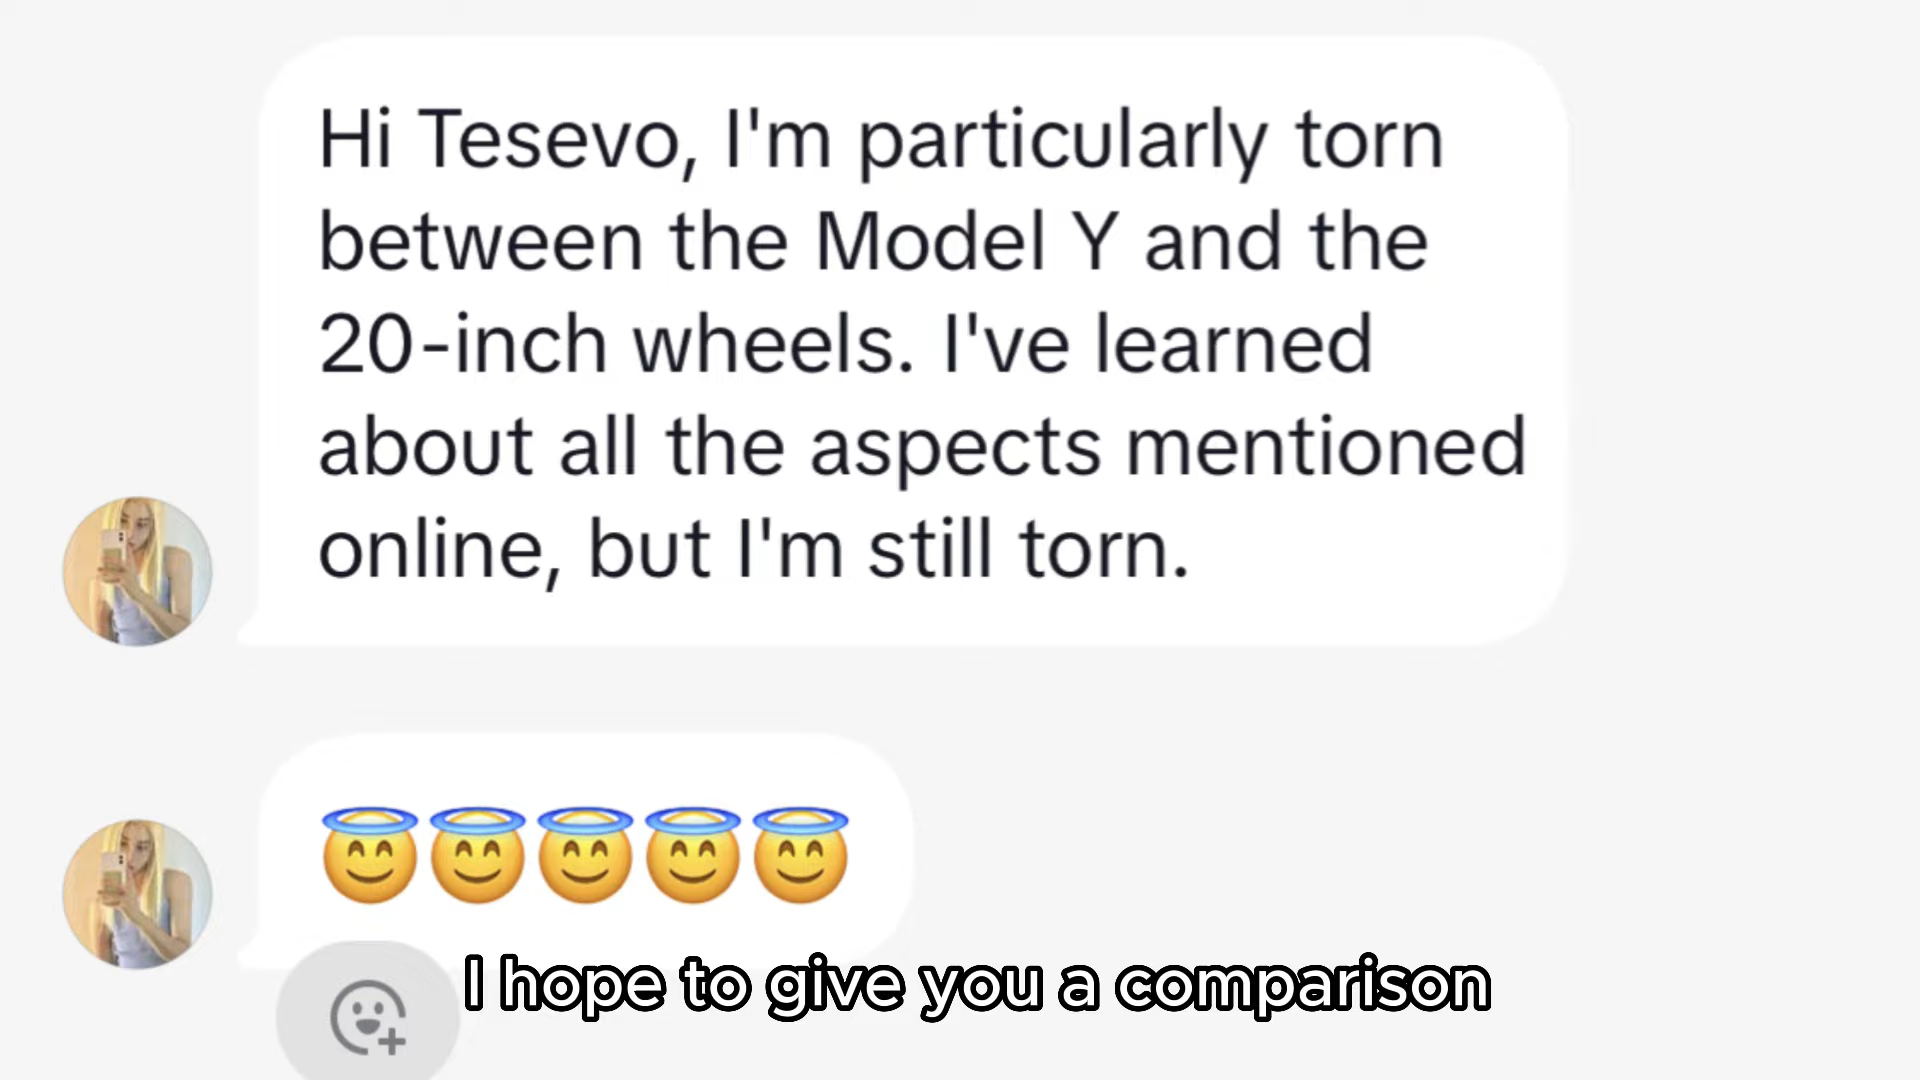 Hi Tesevo, I'm particularly torn
between the Model Y and the
20-inch wheels. I've learned
about all the aspects mentioned
online, but I'm still torn.
😇😇😇😇😇
I hope to give you a comparison